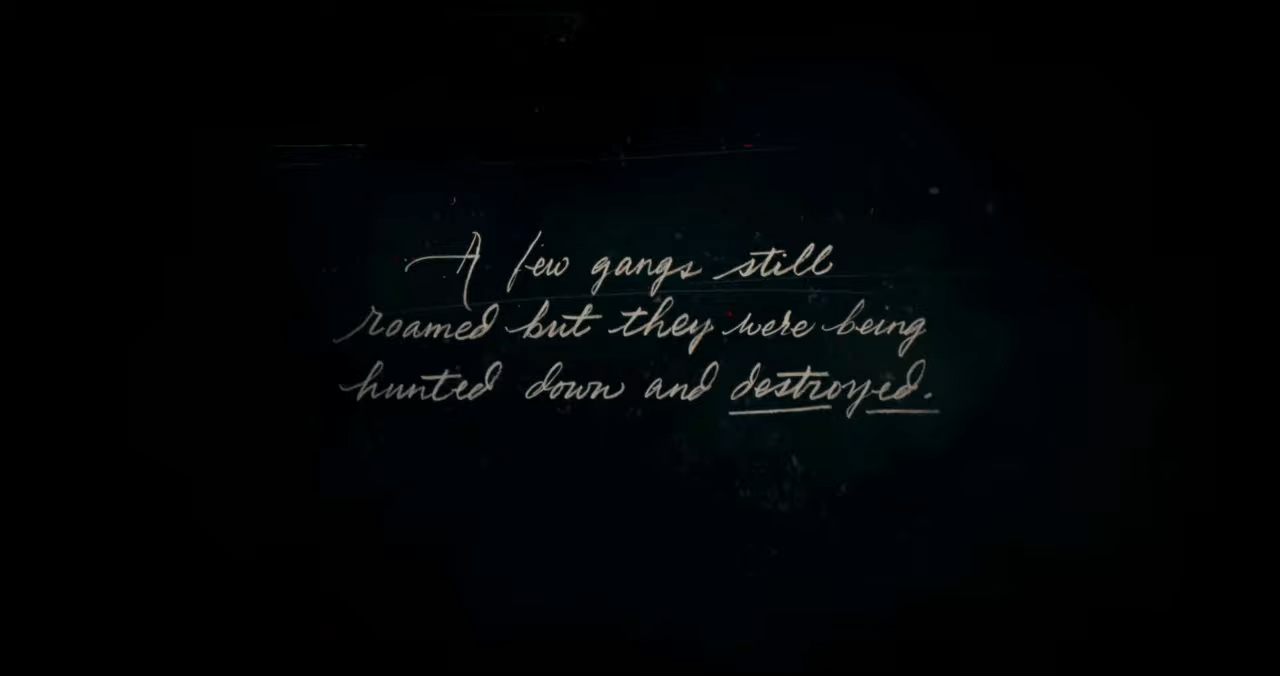 A few gangs still
roamed but they were being
hunted down and destroyed.